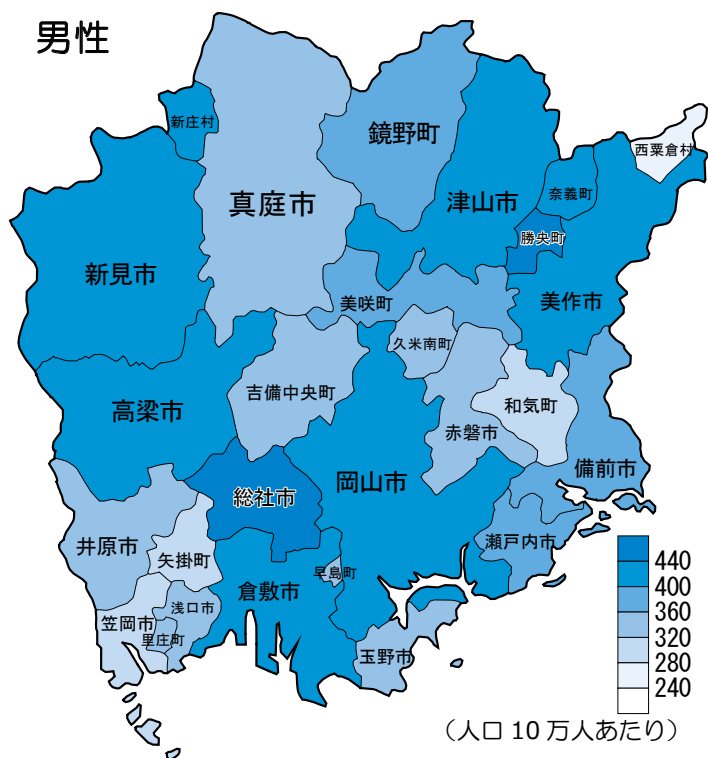 男性
新庄村
鏡野町
西粟倉村
真庭市
津山市
奈義町
勝央町
新見市
美咲町
美作市
久米南町
吉備中央町
高梁市
和気町
赤磐市
備前市
岡山市
総社市
井原市
矢掛町
瀬戸内市
早島町
倉敷市
浅口市
笠岡市
里庄町
玉野市
440
400
360
320
280
240
（人口 10 万人あたり）